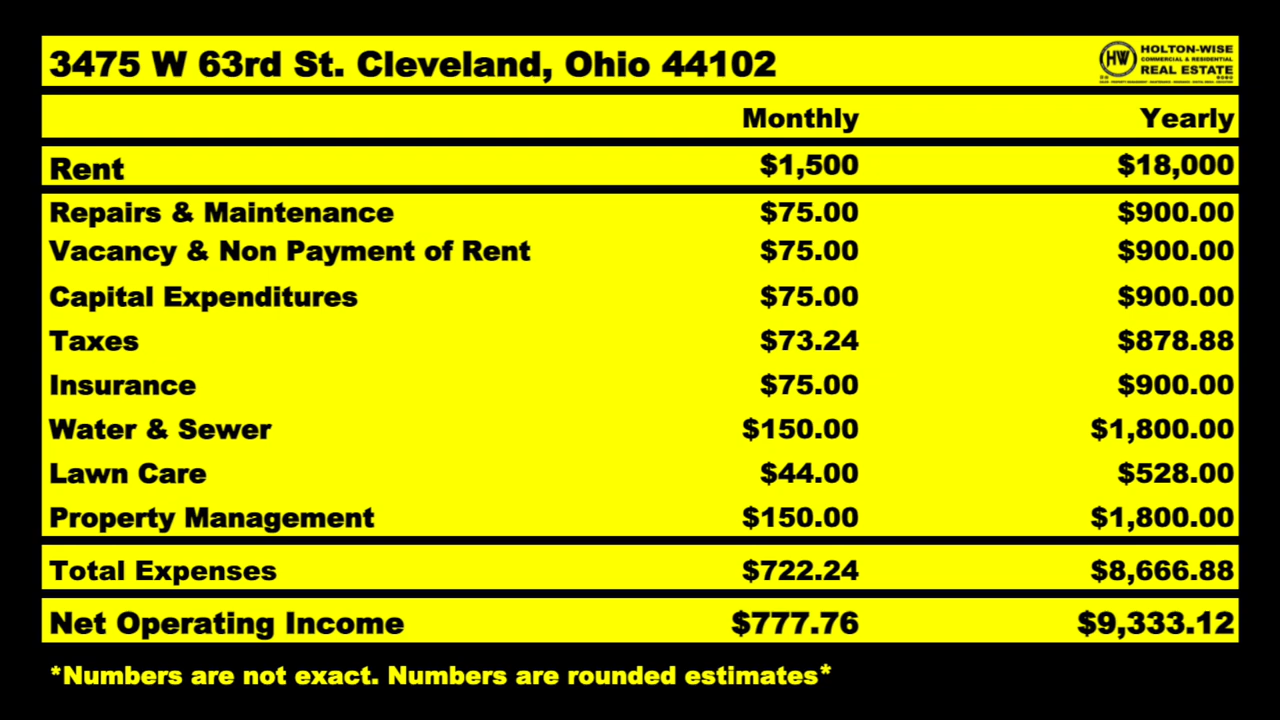 3475 W 63rd St. Cleveland, Ohio 44102
HW
HOLTON-WISE
COMMERCIAL & RESIDENTIAL
REAL ESTATE
Monthly Yearly
Rent $1,500 $18,000
Repairs & Maintenance $75.00 $900.00
Vacancy & Non Payment of Rent $75.00 $900.00
Capital Expenditures $75.00 $900.00
Taxes $73.24 $878.88
Insurance $75.00 $900.00
Water & Sewer $150.00 $1,800.00
Lawn Care $44.00 $528.00
Property Management $150.00 $1,800.00
Total Expenses $722.24 $8,666.88
Net Operating Income $777.76 $9,333.12
*Numbers are not exact. Numbers are rounded estimates*